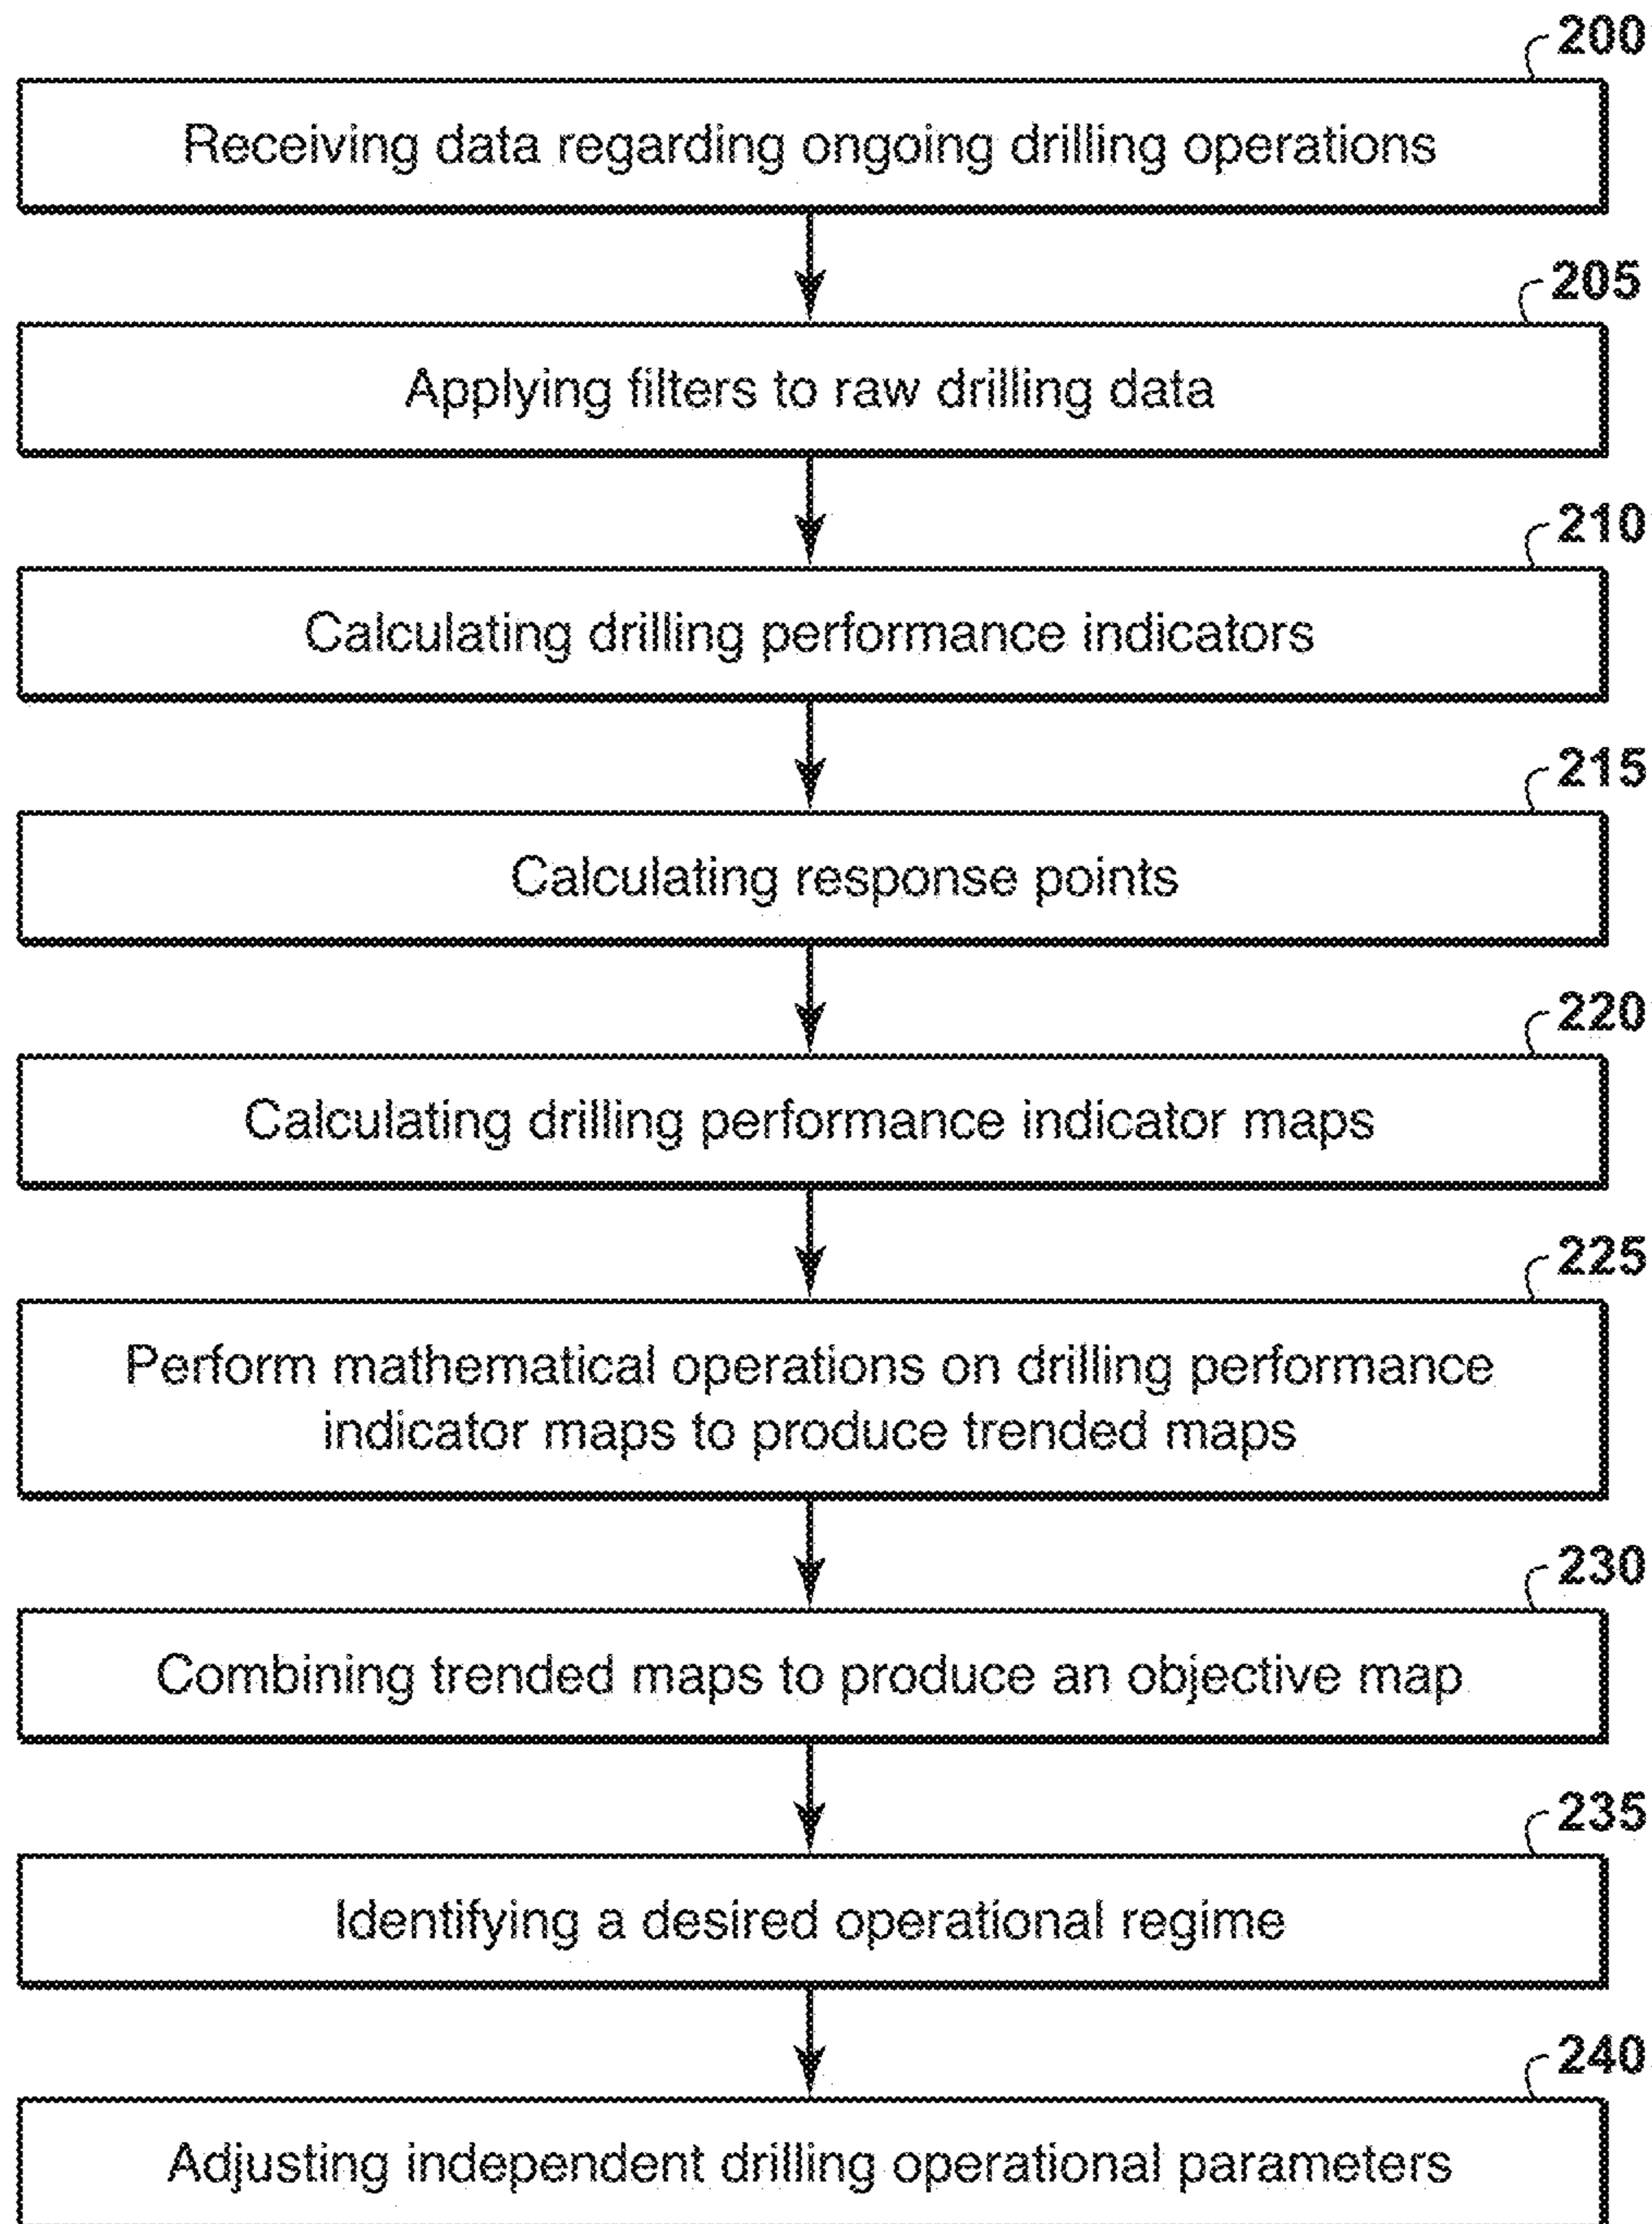 200
Receiving data regarding ongoing drilling operations
205
Applying filters to raw drilling data
210
Calculating drilling performance indicators
215
Calculating response points
220
Calculating drilling performance indicator maps
225
Perform mathematical operations on drilling performance
indicator maps to produce trended maps
230
Combining trended maps to produce an objective map
235
Identifying a desired operational regime
240
Adjusting independent drilling operational parameters